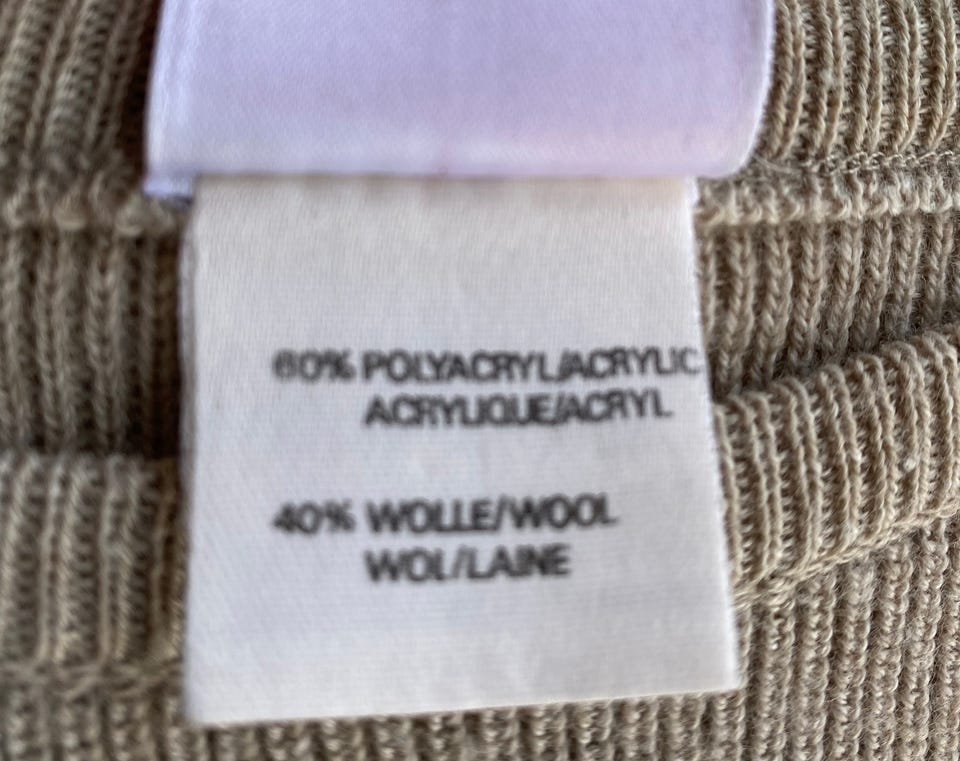 60% POLYACRYL/ACRYLIC
ACRYLIQUE/ACRYL
40% WOLLE/WOOL
WOL/LAINE